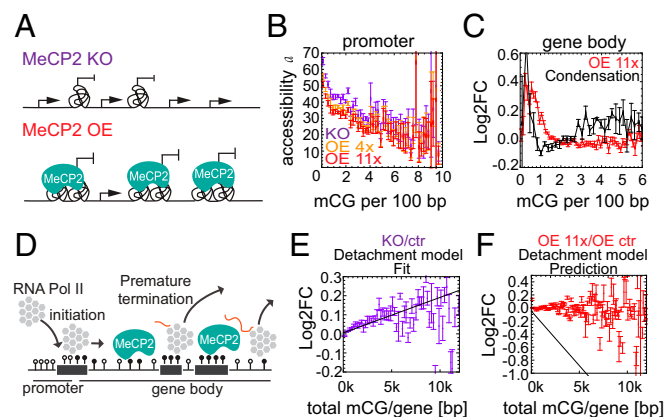 A
MeCP2 KO
MeCP2 OE
MeCP2
MeCP2
MeCP2
B
promoter
accessibility a
70
60
50
40
30
20
10
0
KO
OE 4x
OE 11x
0 2 4 6 8 10
mCG per 100 bp
C
gene body
OE 11x
Condensation
Log2FC
0.6
0.4
0.2
0.0
-0.2
0 1 2 3 4 5 6
mCG per 100 bp
D
RNA Pol II
initiation
Premature
termination
MeCP2
MeCP2
promoter
gene body
E
KO/ctr
Detachment model
Fit
Log2FC
0.3
0.2
0.1
0.0
-0.1
-0.2
0 5k 10k
total mCG/gene [bp]
F
OE 11x/OE ctr
Detachment model
Prediction
Log2FC
0.2
0.0
-0.2
-0.4
-0.6
-0.8
-1.0
0 5k 10k
total mCG/gene [bp]